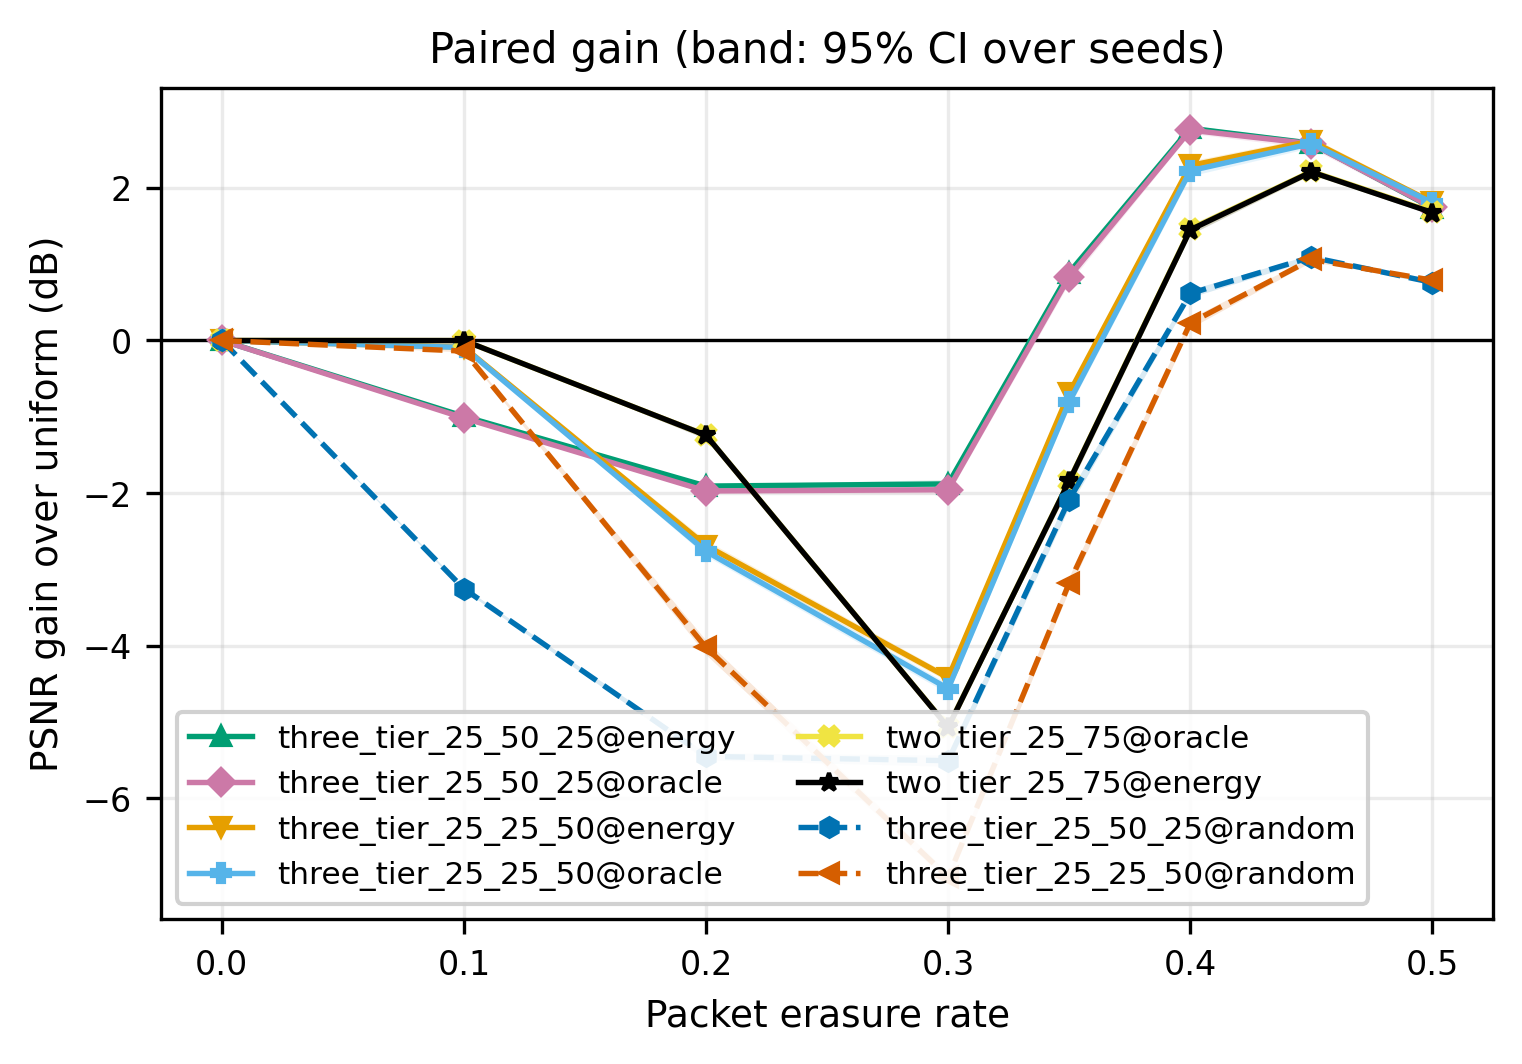 Paired gain (band: 95% CI over seeds)
PSNR gain over uniform (dB)
2
0
−2
−4
−6
three_tier_25_50_25@energy
three_tier_25_50_25@oracle
three_tier_25_25_50@energy
three_tier_25_25_50@oracle
two_tier_25_75@oracle
two_tier_25_75@energy
three_tier_25_50_25@random
three_tier_25_25_50@random
0.0 0.1 0.2 0.3 0.4 0.5
Packet erasure rate